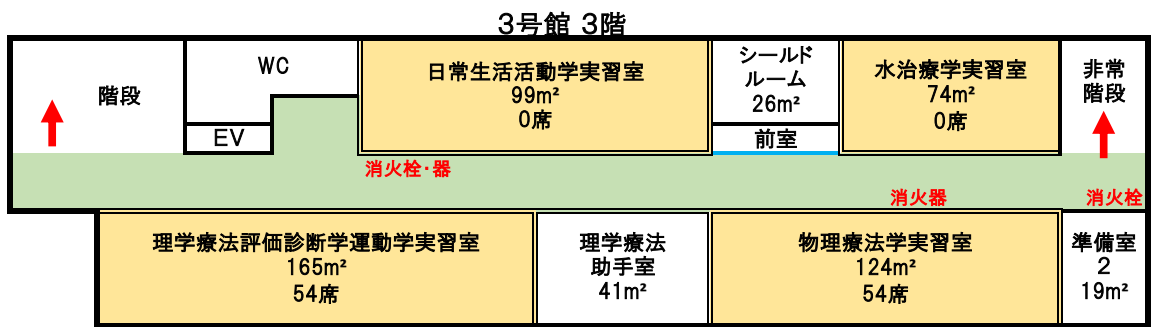 3号館 3階
階段
WC
EV
日常生活活動学実習室
99m²
0席
シールド
ルーム
26m²
前室
水治療学実習室
74m²
0席
非常
階段
消火栓・器
消火器
消火栓
理学療法評価診断学運動学実習室
165m²
54席
理学療法
助手室
41m²
物理療法学実習室
124m²
54席
準備室
2
19m²